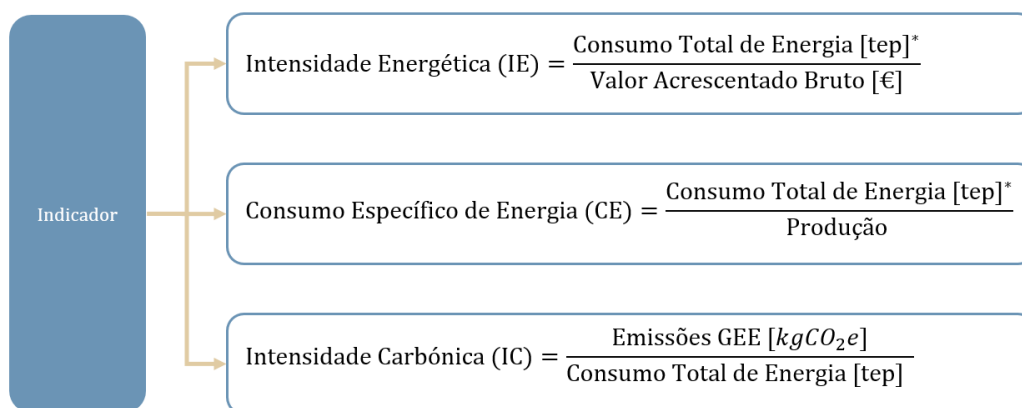 Indicador
Intensidade Energética (IE) = Consumo Total de Energia [tep]* / Valor Acrescentado Bruto [€]
Consumo Específico de Energia (CE) = Consumo Total de Energia [tep]* / Produção
Intensidade Carbónica (IC) = Emissões GEE [kgCO₂e] / Consumo Total de Energia [tep]